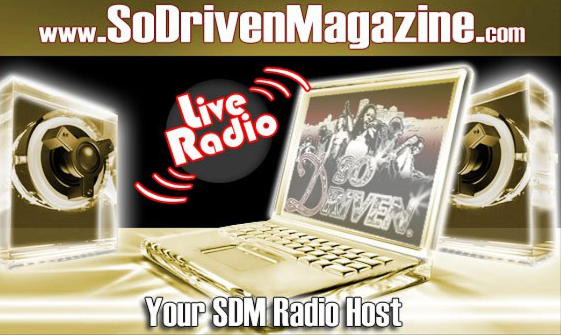 www.SoDrivenMagazine.com
Live
Radio
SO
DRIVEN
Your SDM Radio Host